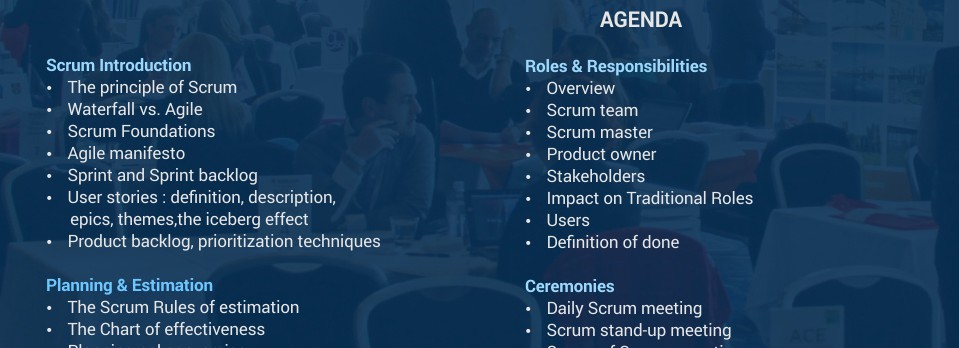 AGENDA
Scrum Introduction
• The principle of Scrum
• Waterfall vs. Agile
• Scrum Foundations
• Agile manifesto
• Sprint and Sprint backlog
• User stories : definition, description,
epics, themes,the iceberg effect
• Product backlog, prioritization techniques
Planning & Estimation
• The Scrum Rules of estimation
• The Chart of effectiveness
Roles & Responsibilities
• Overview
• Scrum team
• Scrum master
• Product owner
• Stakeholders
• Impact on Traditional Roles
• Users
• Definition of done
Ceremonies
• Daily Scrum meeting
• Scrum stand-up meeting